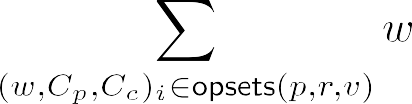 ∑ w
(w,C_p,C_c)_i∈opsets(p,r,v)